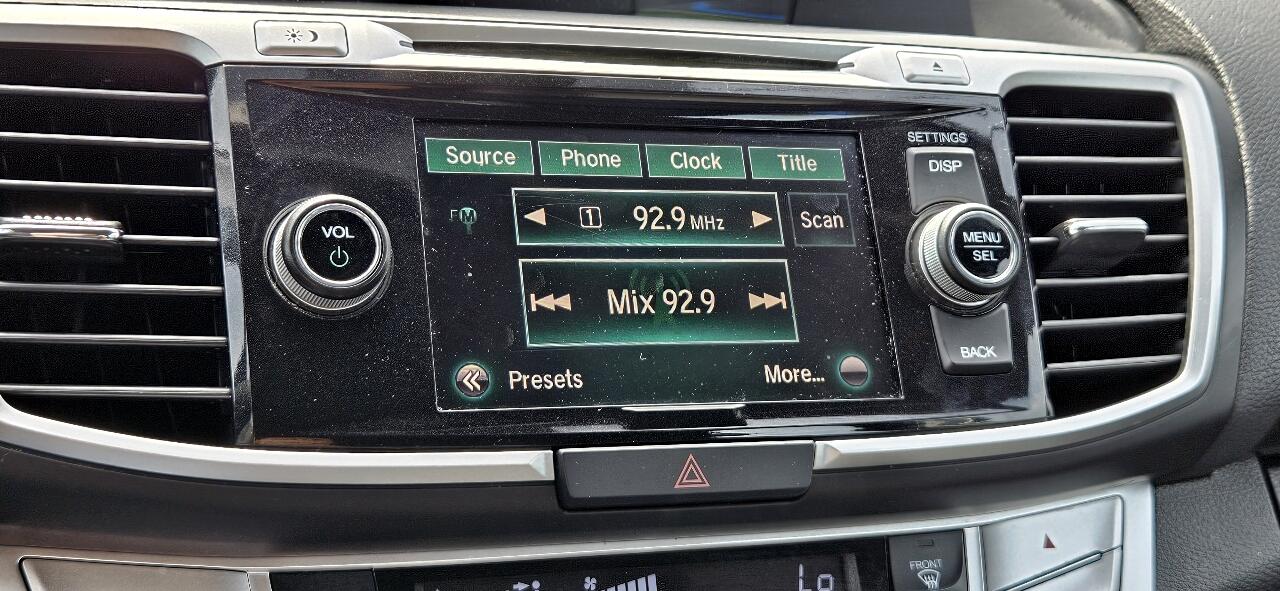 SETTINGS
DISP
Source Phone Clock Title
VOL
FM 1 92.9 MHz Scan
MENU
SEL
Mix 92.9
BACK
Presets More...
Lo
FRONT